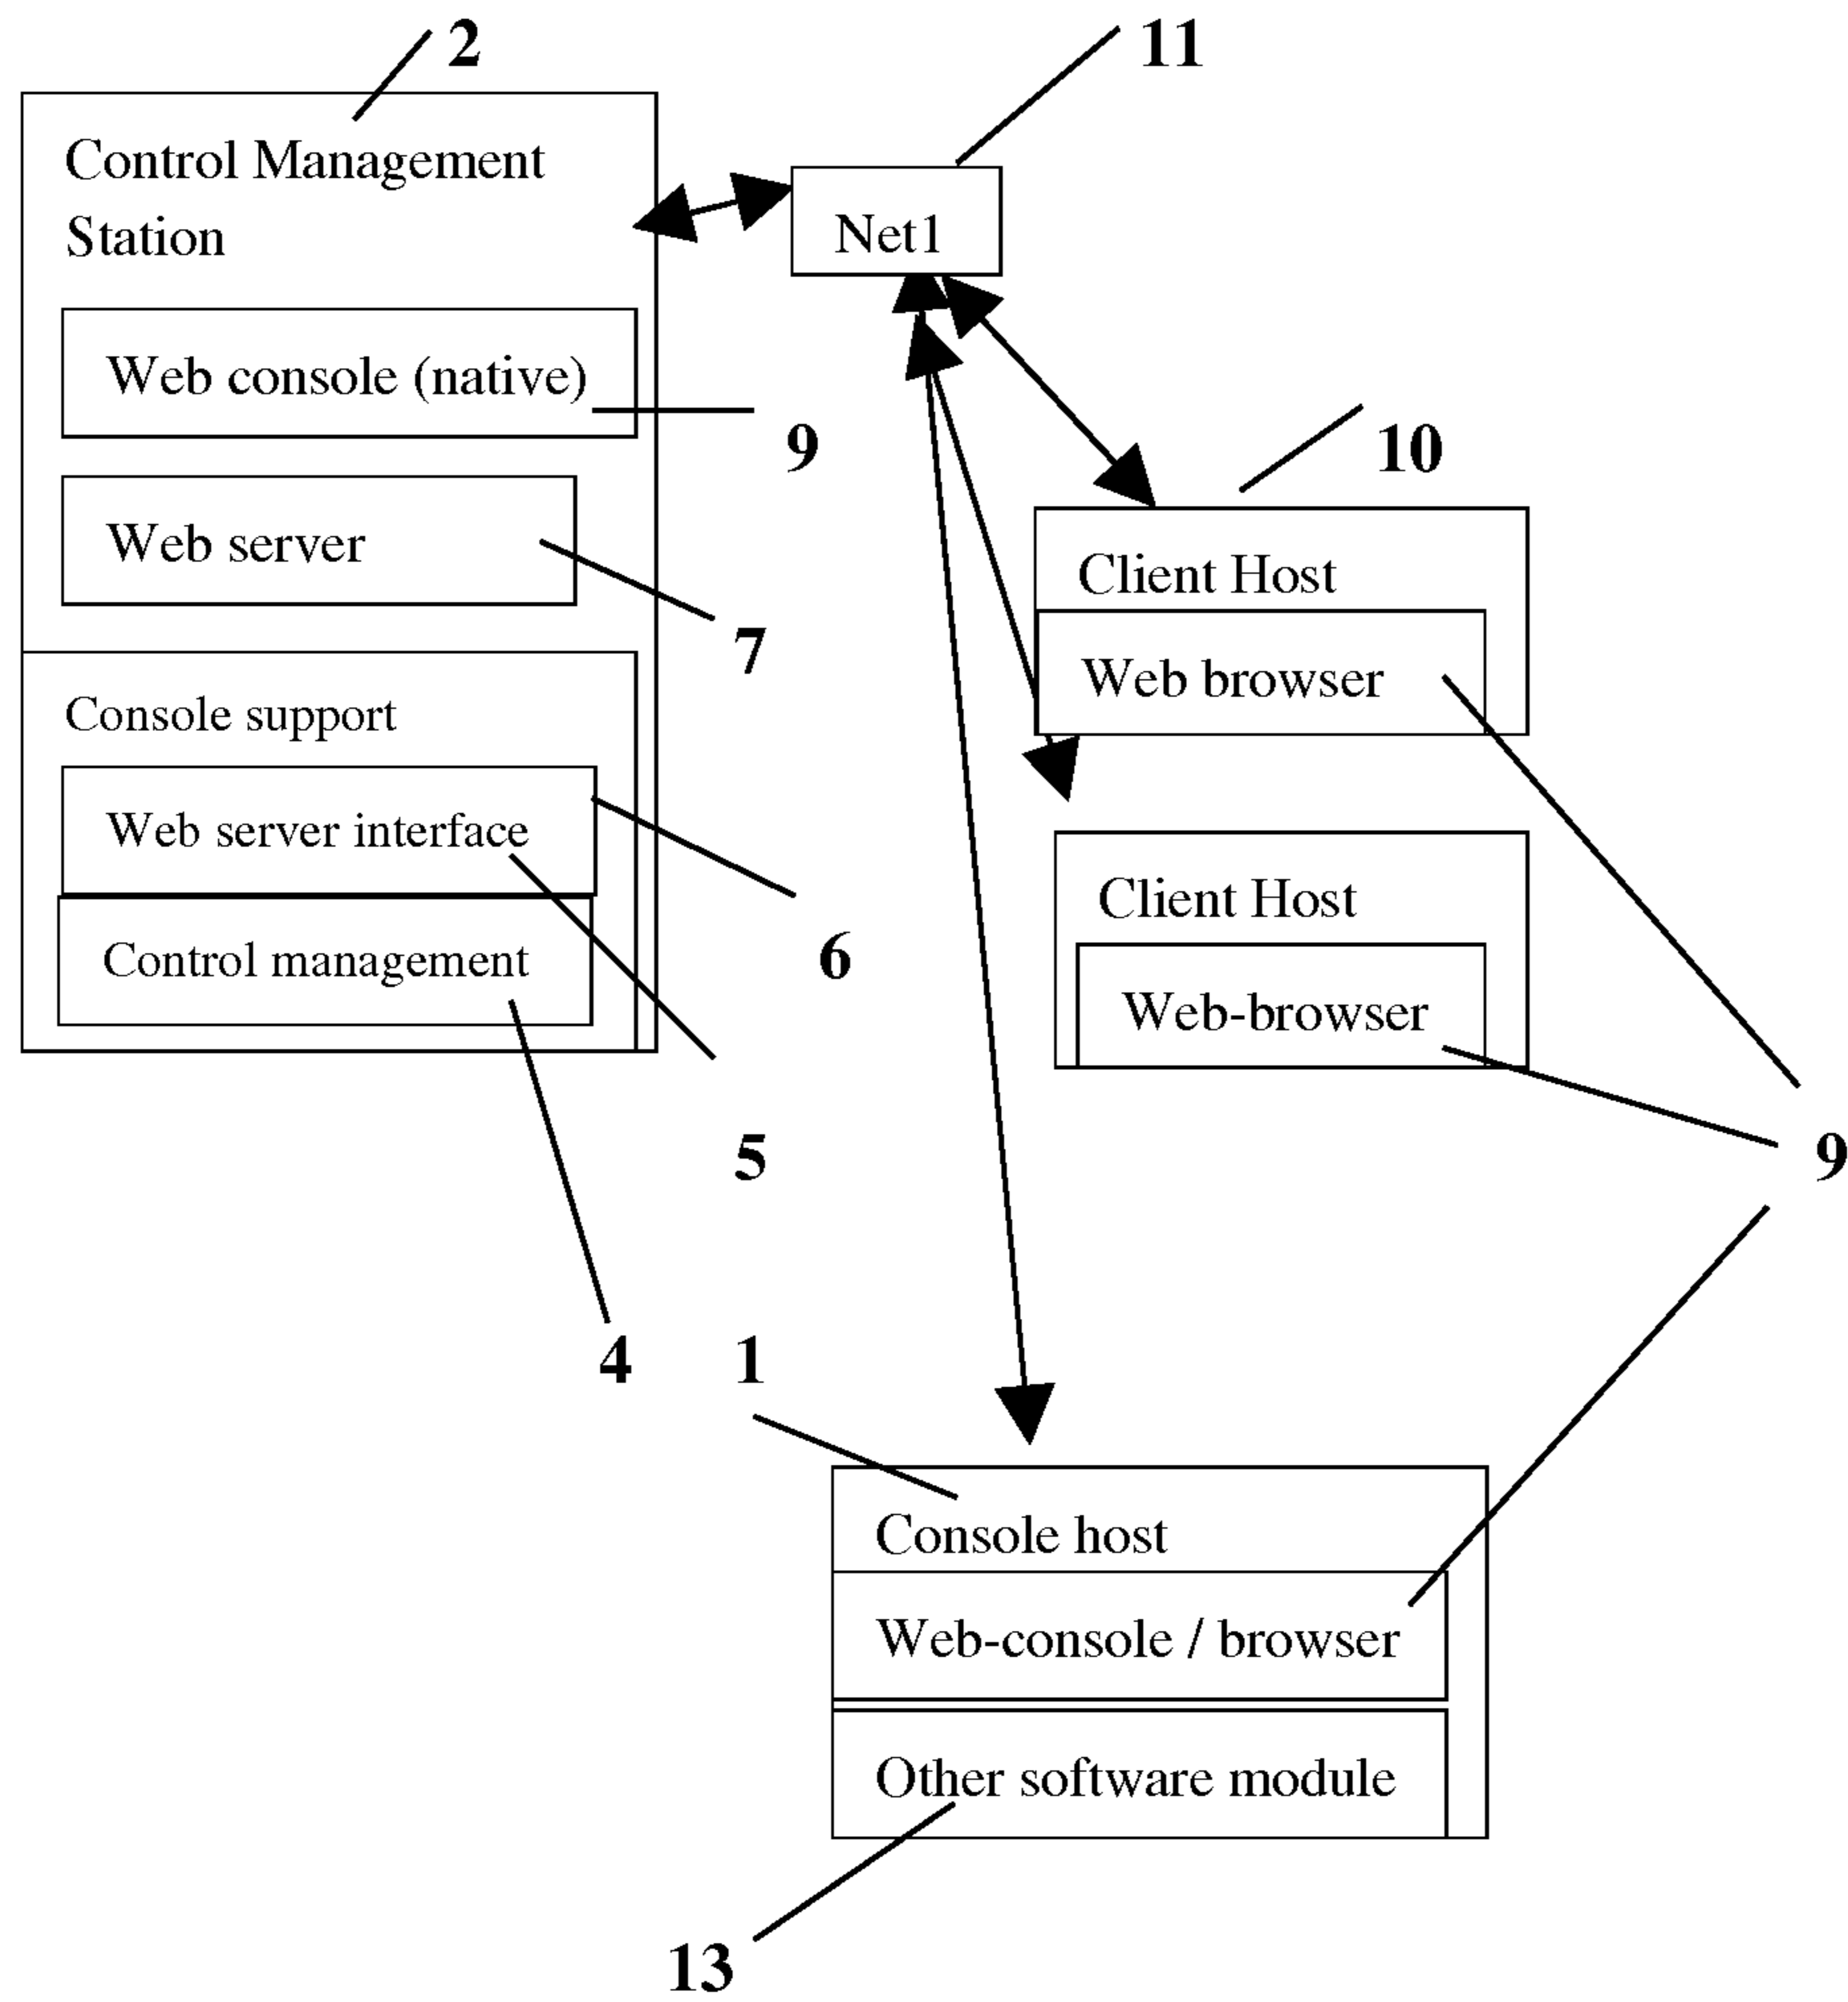 2
11
Control Management
Station
Net1
Web console (native)
9
10
Web server
Client Host
7
Web browser
Console support
Web server interface
6
Client Host
Control management
Web-browser
5
9
4
1
Console host
Web-console / browser
Other software module
13